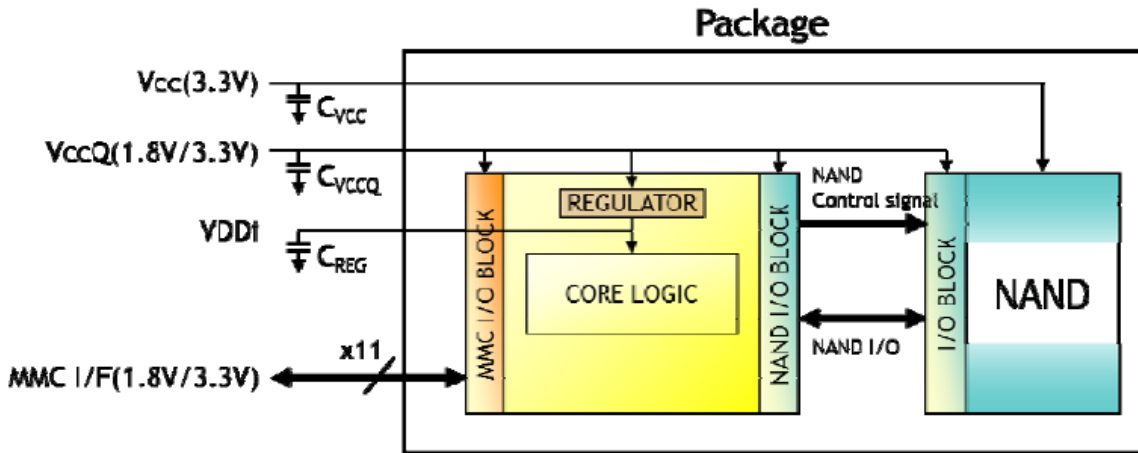 Package
Vcc(3.3V)
CVCC
VccQ(1.8V/3.3V)
CVCCQ
VDDi
CREG
MMC I/F(1.8V/3.3V)
x11
MMC I/O BLOCK
REGULATOR
CORE LOGIC
NAND I/O BLOCK
NAND
Control signal
NAND I/O
I/O BLOCK
NAND